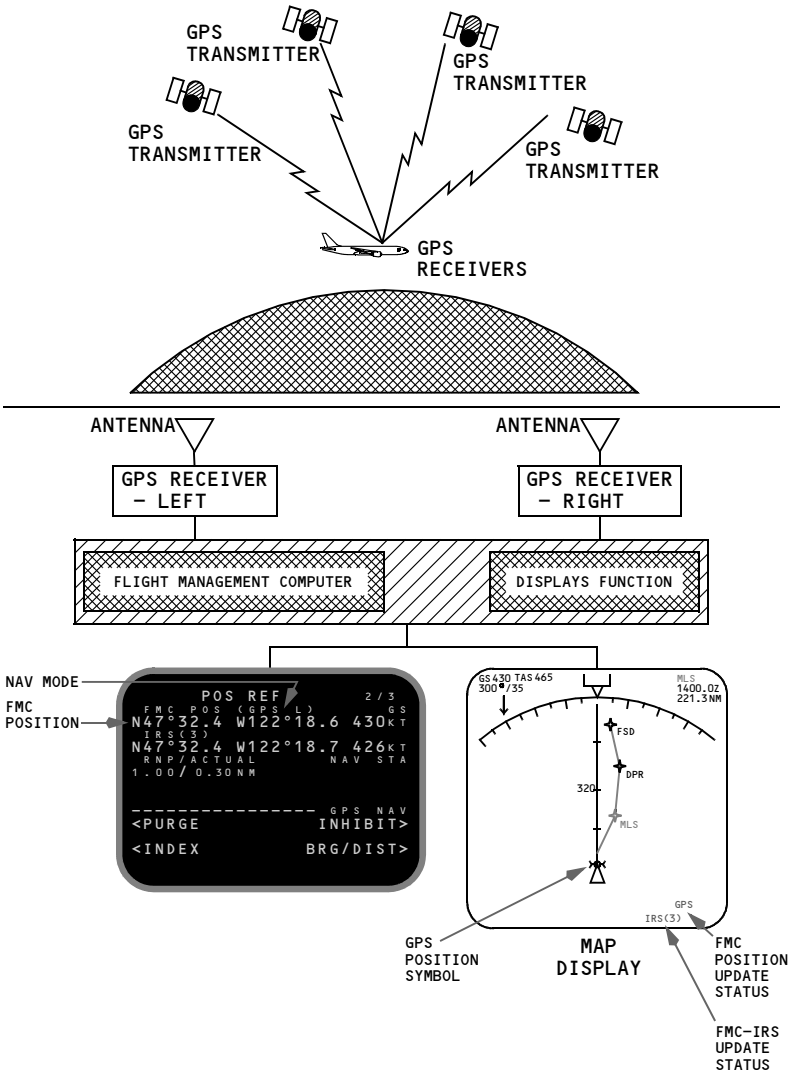 GPS
TRANSMITTER
GPS
TRANSMITTER
GPS
TRANSMITTER
GPS
TRANSMITTER
GPS
RECEIVERS
ANTENNA
ANTENNA
GPS RECEIVER
– LEFT
GPS RECEIVER
– RIGHT
FLIGHT MANAGEMENT COMPUTER
DISPLAYS FUNCTION
NAV MODE
FMC
POSITION
POS REF 2/3
FMC POS (GPS L) GS
N47°32.4 W122°18.6 430KT
IRS(3)
N47°32.4 W122°18.7 426KT
RNP/ACTUAL NAV STA
1.00/ 0.30NM
---------------- GPS NAV
<PURGE INHIBIT>
<INDEX BRG/DIST>
GS 430 TAS 465
300°/35
MLS
1400.0Z
221.3NM
FSD
DPR
320
MLS
GPS
IRS(3)
GPS
POSITION
SYMBOL
MAP
DISPLAY
FMC
POSITION
UPDATE
STATUS
FMC–IRS
UPDATE
STATUS